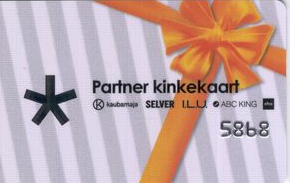 Partner kinkekaart
kaubamaja SELVER I.L.U. ABC KING
5868